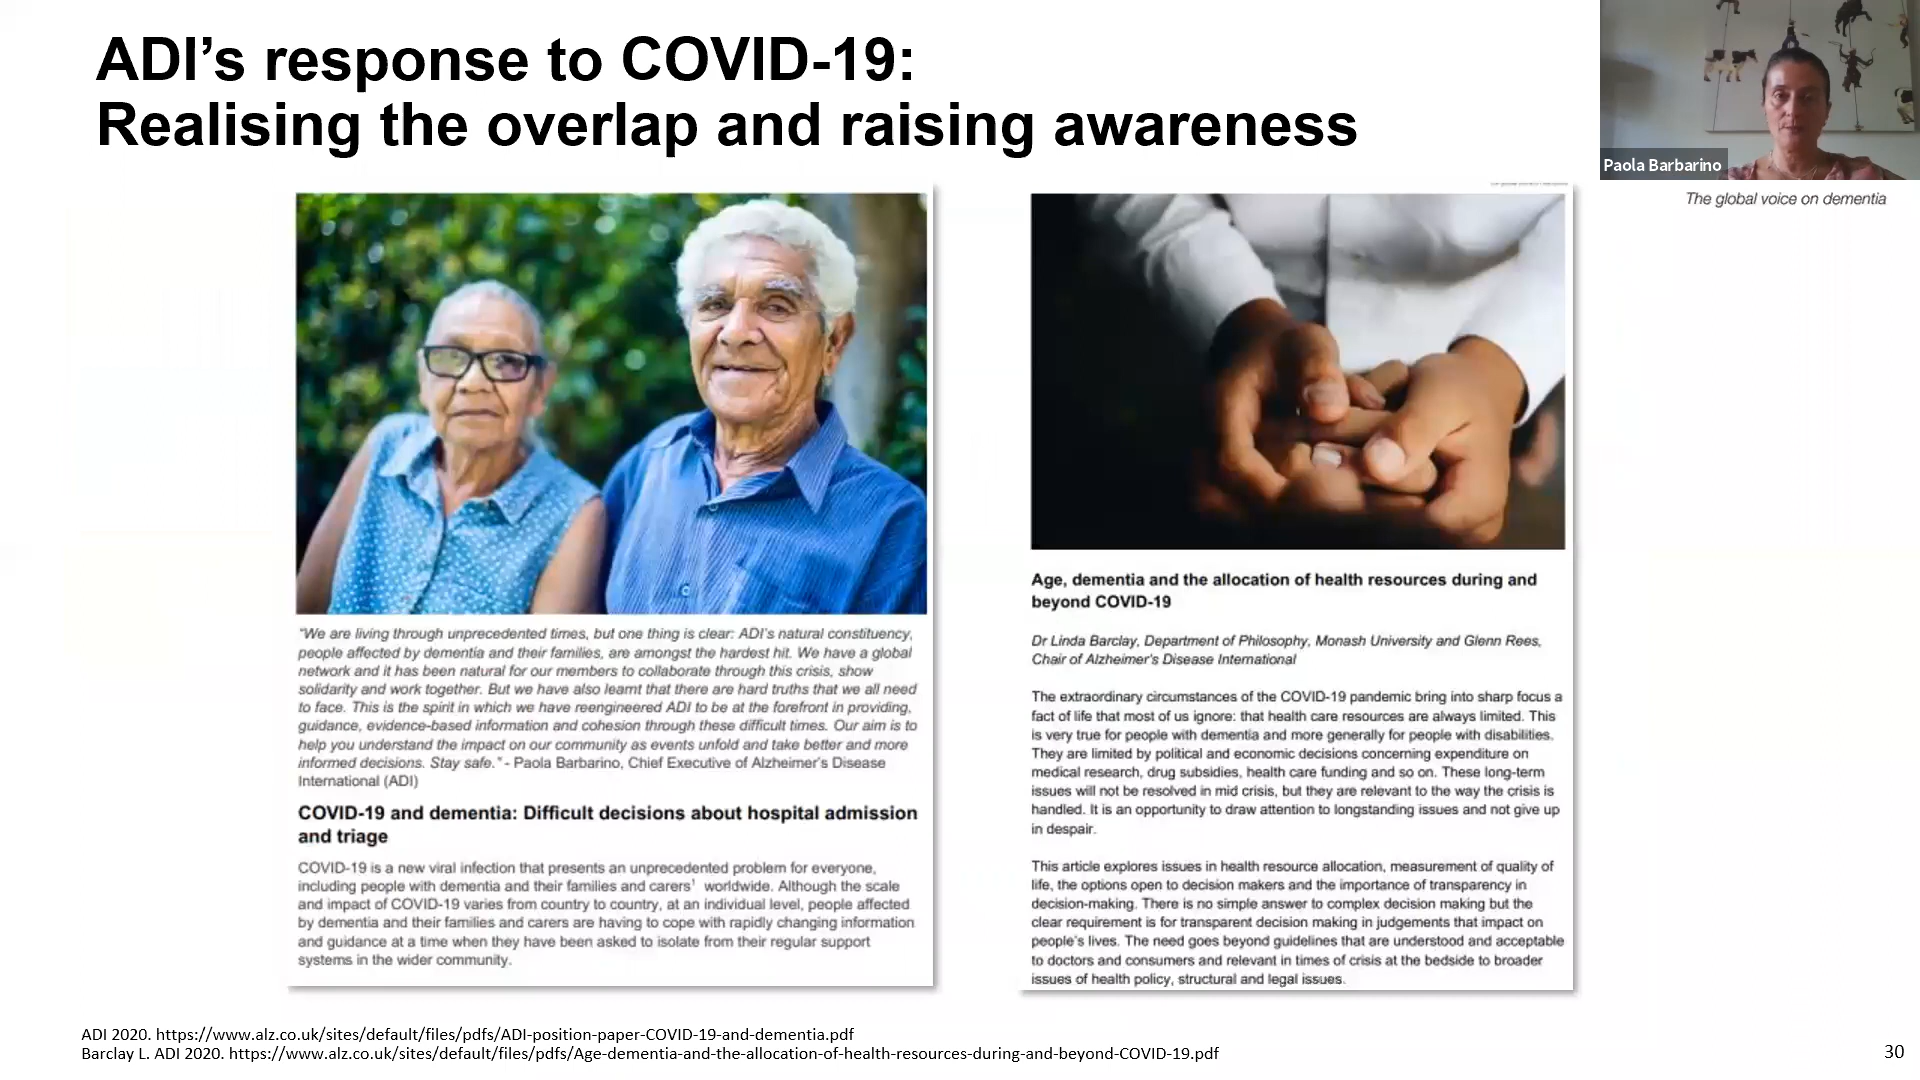 ADI’s response to COVID-19:
Realising the overlap and raising awareness
Paola Barbarino
The global voice on dementia
“We are living through unprecedented times, but one thing is clear: ADI’s natural constituency,
people affected by dementia and their families, are amongst the hardest hit. We have a global
network and it has been natural for our members to collaborate through this crisis, show
solidarity and work together. But we have also learnt that there are hard truths that we all need
to face. This is the spirit in which we have reengineered ADI to be at the forefront in providing,
guidance, evidence-based information and cohesion through these difficult times. Our aim is to
help you understand the impact on our community as events unfold and take better and more
informed decisions. Stay safe.” - Paola Barbarino, Chief Executive of Alzheimer’s Disease
International (ADI)
COVID-19 and dementia: Difficult decisions about hospital admission
and triage
COVID-19 is a new viral infection that presents an unprecedented problem for everyone,
including people with dementia and their families and carers¹ worldwide. Although the scale
and impact of COVID-19 varies from country to country, at an individual level, people affected
by dementia and their families and carers are having to cope with rapidly changing information
and guidance at a time when they have been asked to isolate from their regular support
systems in the wider community.
Age, dementia and the allocation of health resources during and
beyond COVID-19
Dr Linda Barclay, Department of Philosophy, Monash University and Glenn Rees,
Chair of Alzheimer’s Disease International
The extraordinary circumstances of the COVID-19 pandemic bring into sharp focus a
fact of life that most of us ignore: that health care resources are always limited. This
is very true for people with dementia and more generally for people with disabilities.
They are limited by political and economic decisions concerning expenditure on
medical research, drug subsidies, health care funding and so on. These long-term
issues will not be resolved in mid crisis, but they are relevant to the way the crisis is
handled. It is an opportunity to draw attention to longstanding issues and not give up
in despair.
This article explores issues in health resource allocation, measurement of quality of
life, the options open to decision makers and the importance of transparency in
decision-making. There is no simple answer to complex decision making but the
clear requirement is for transparent decision making in judgements that impact on
people’s lives. The need goes beyond guidelines that are understood and acceptable
to doctors and consumers and relevant in times of crisis at the bedside to broader
issues of health policy, structural and legal issues.
ADI 2020. https://www.alz.co.uk/sites/default/files/pdfs/ADI-position-paper-COVID-19-and-dementia.pdf
Barclay L. ADI 2020. https://www.alz.co.uk/sites/default/files/pdfs/Age-dementia-and-the-allocation-of-health-resources-during-and-beyond-COVID-19.pdf
30